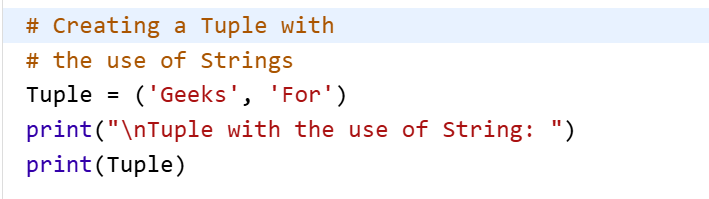 # Creating a Tuple with
# the use of Strings
Tuple = ('Geeks', 'For')
print("\nTuple with the use of String: ")
print(Tuple)